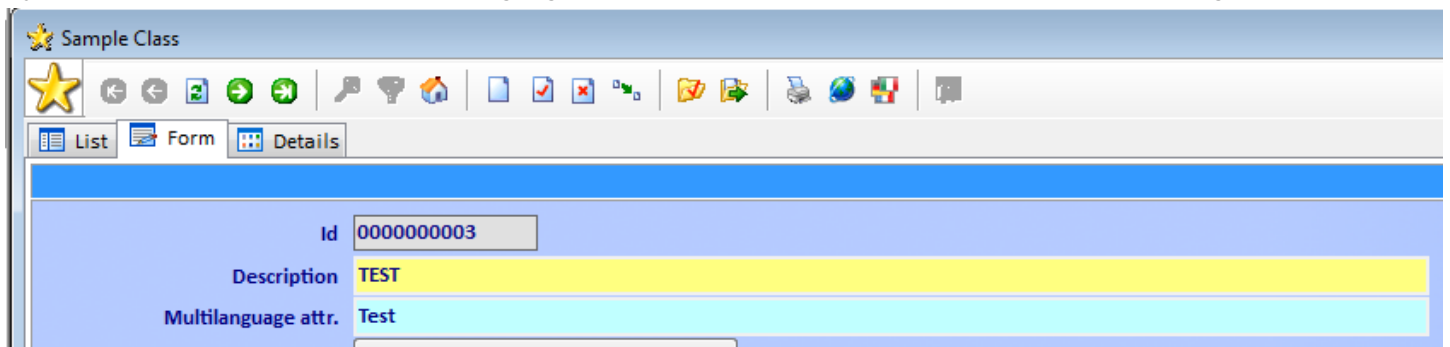 Sample Class
List Form Details
Id 0000000003
Description TEST
Multilanguage attr. Test